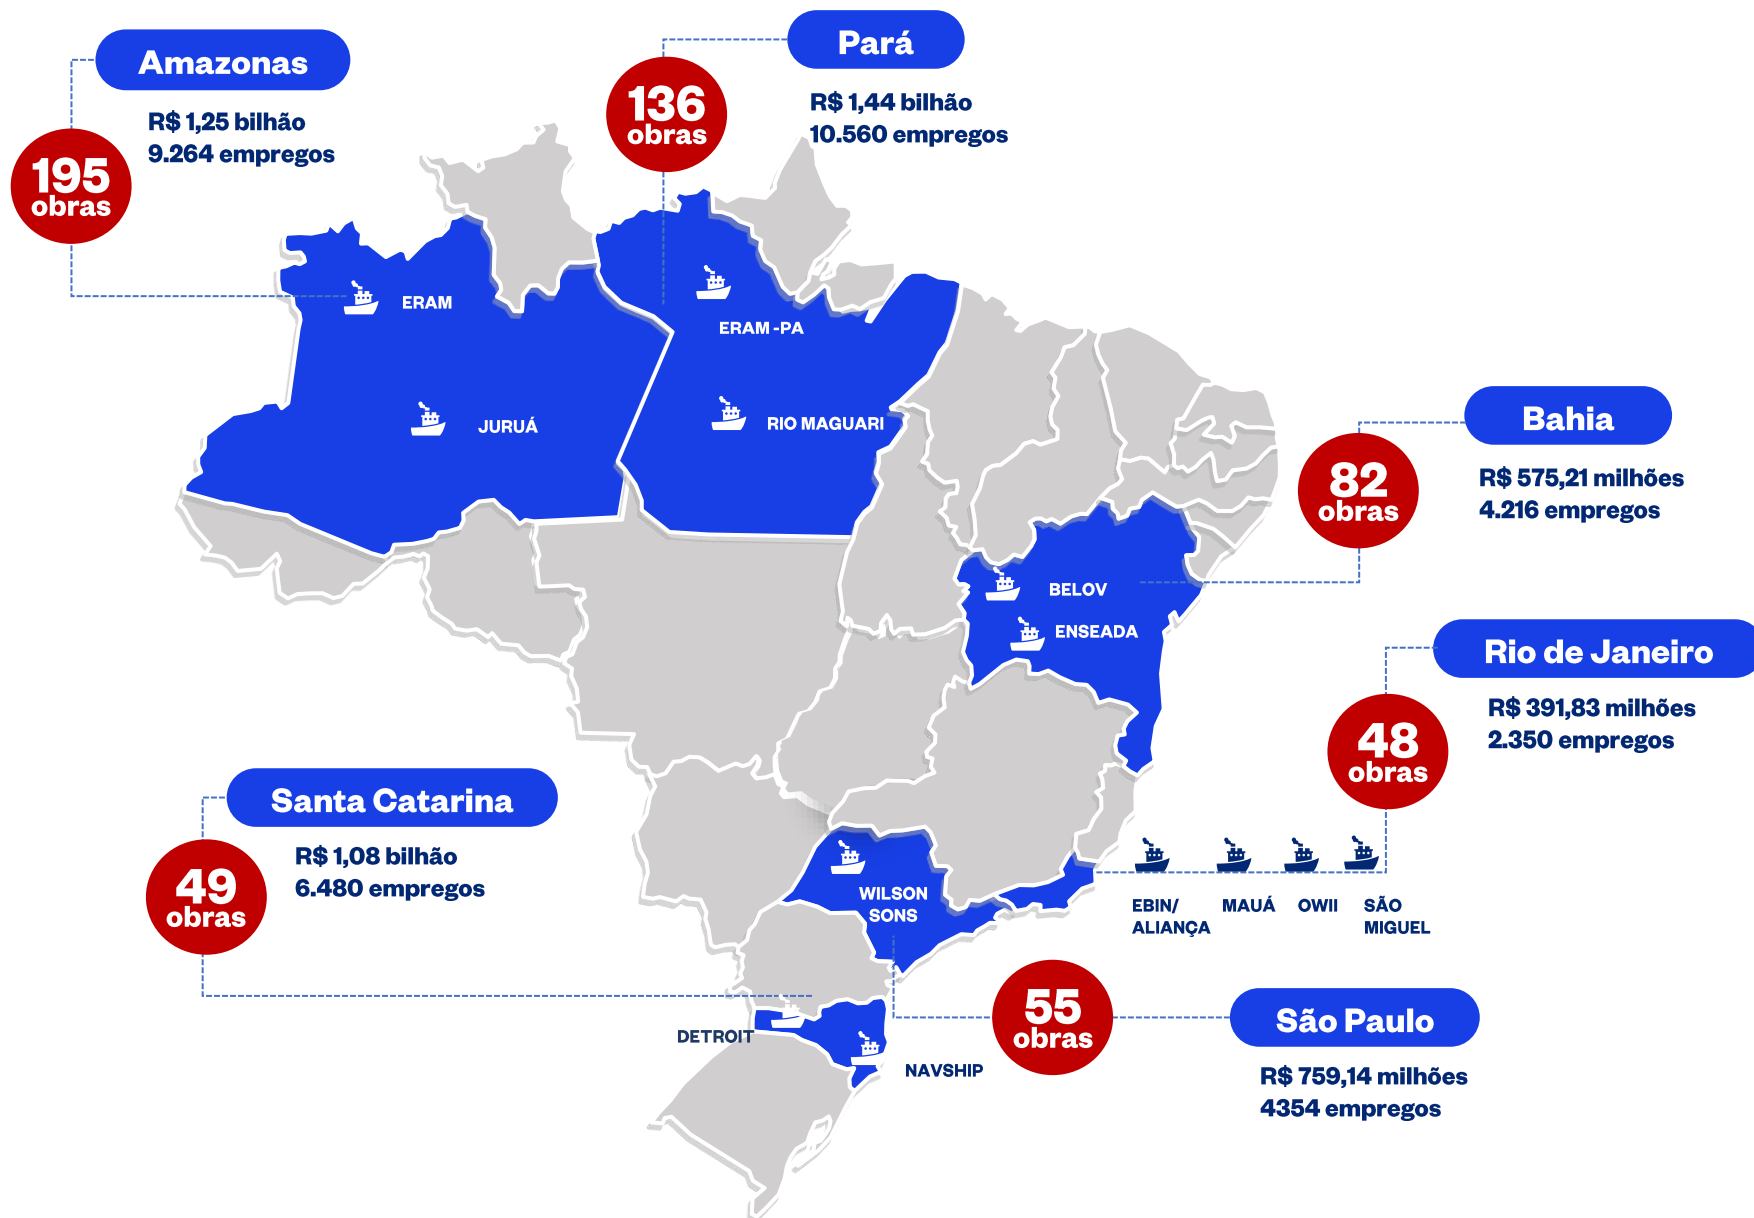 Amazonas
R$ 1,25 bilhão
9.264 empregos
195
obras
Pará
R$ 1,44 bilhão
10.560 empregos
136
obras
ERAM
JURUÁ
ERAM -PA
RIO MAGUARI
Bahia
R$ 575,21 milhões
4.216 empregos
82
obras
BELOV
ENSEADA
Rio de Janeiro
R$ 391,83 milhões
2.350 empregos
48
obras
EBIN/
ALIANÇA
MAUÁ
OWII
SÃO
MIGUEL
Santa Catarina
R$ 1,08 bilhão
6.480 empregos
49
obras
WILSON
SONS
DETROIT
NAVSHIP
55
obras
São Paulo
R$ 759,14 milhões
4354 empregos